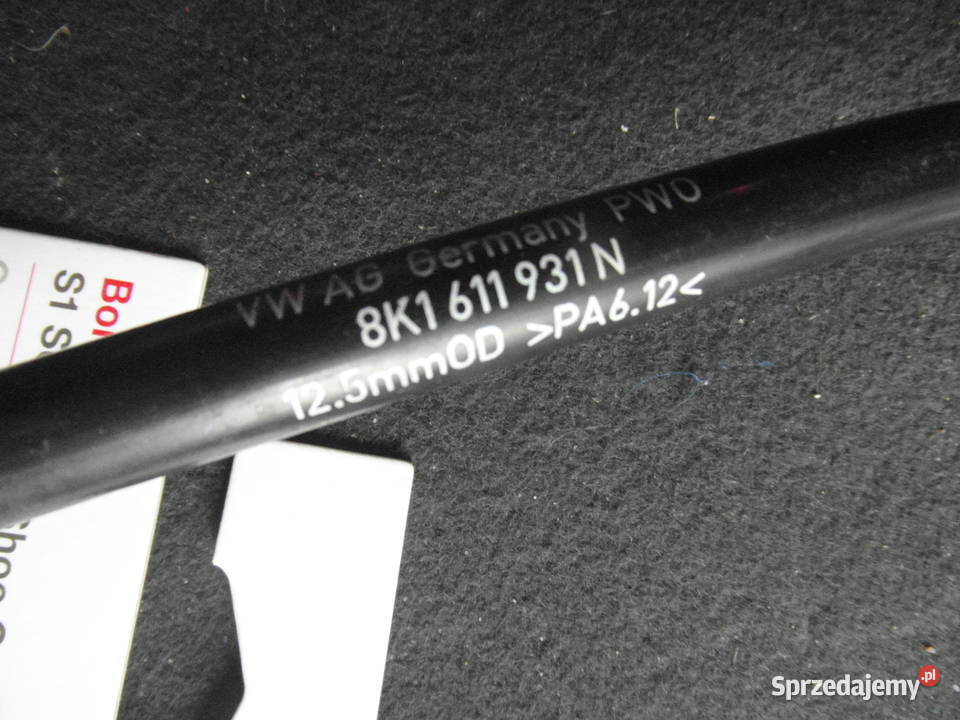 VW AG Germany PWO
8K1 611 931 N
12.5mmOD >PA6.12<
S1
Sprzedajemy.pl